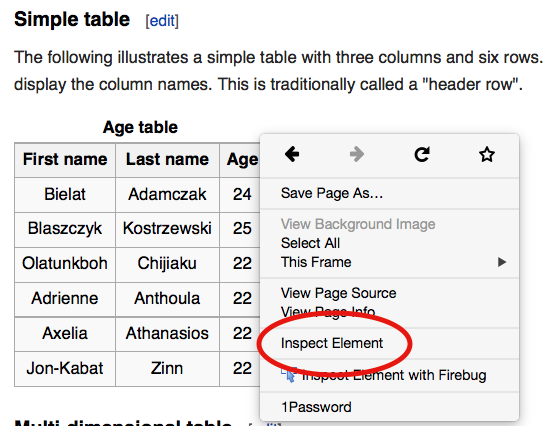 Simple table [edit]
The following illustrates a simple table with three columns and six rows.
display the column names. This is traditionally called a "header row".
Age table
First name Last name Age
Bielat Adamczak 24
Blaszczyk Kostrzewski 25
Olatunkboh Chijiaku 22
Adrienne Anthoula 22
Axelia Athanasios 22
Jon-Kabat Zinn 22
Save Page As...
View Background Image
Select All
This Frame
View Page Source
View Page Info
Inspect Element
Inspect Element with Firebug
1Password
Multi-dimensional table [edit]